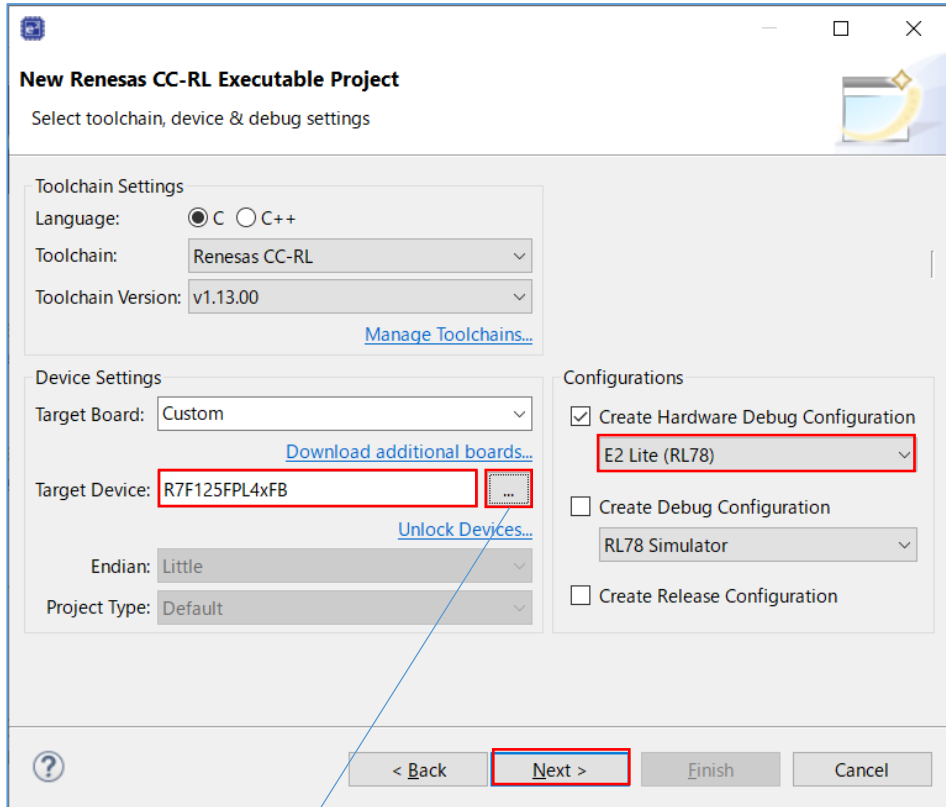 New Renesas CC-RL Executable Project
Select toolchain, device & debug settings
Toolchain Settings
Language: C C++
Toolchain: Renesas CC-RL
Toolchain Version: v1.13.00
Manage Toolchains...
Device Settings
Target Board: Custom
Download additional boards...
Target Device: R7F125FPL4xFB ...
Unlock Devices...
Endian: Little
Project Type: Default
Configurations
Create Hardware Debug Configuration
E2 Lite (RL78)
Create Debug Configuration
RL78 Simulator
Create Release Configuration
? < Back Next > Finish Cancel